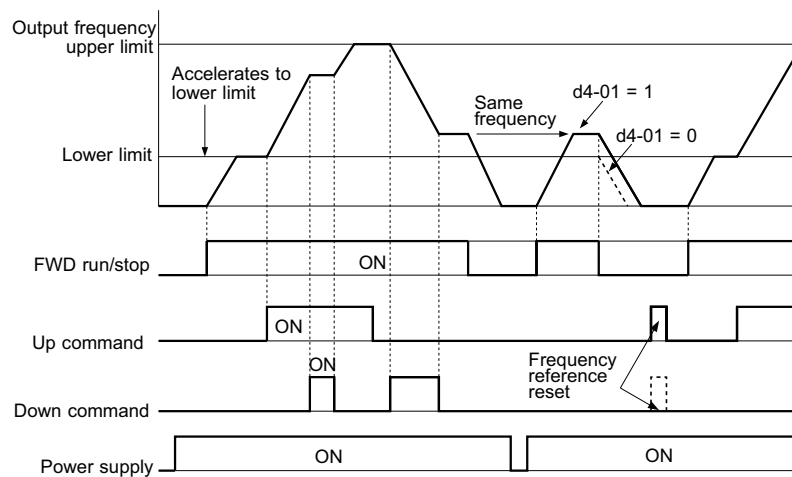 Output frequency
upper limit
Accelerates to
lower limit
Same
frequency
d4-01 = 1
d4-01 = 0
Lower limit
FWD run/stop
ON
Up command
ON
ON
Frequency
reference
reset
Down command
Power supply
ON
ON